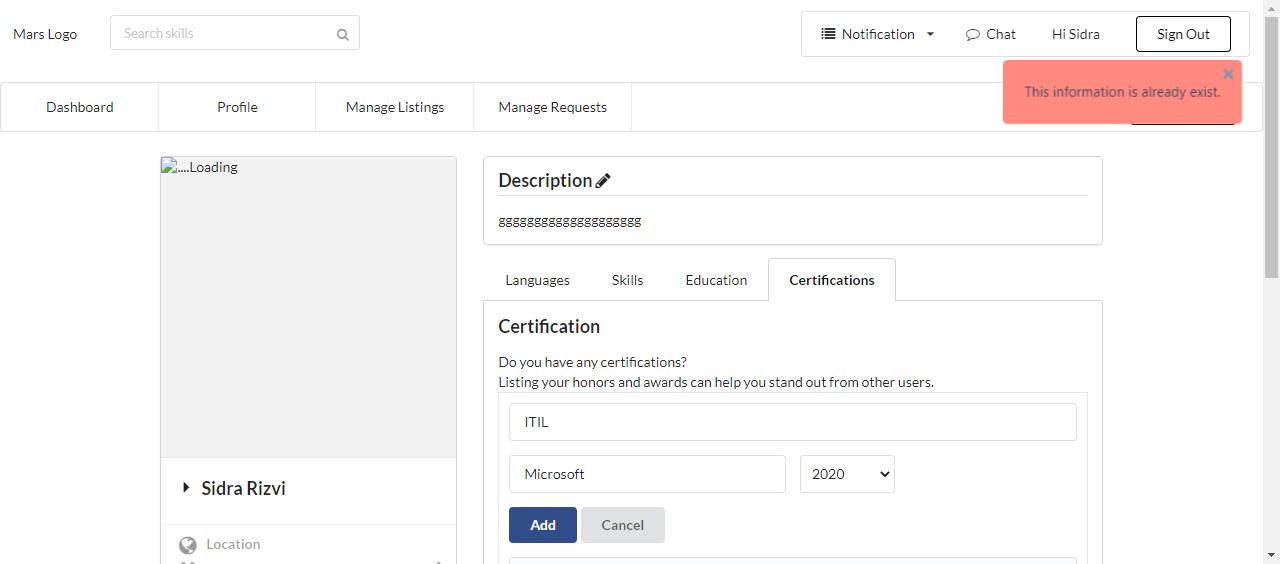 Mars Logo
Search skills
Notification
Chat
Hi Sidra
Sign Out
This information is already exist.
Dashboard
Profile
Manage Listings
Manage Requests
....Loading
Description
gggggggggggggggggggg
Languages
Skills
Education
Certifications
Certification
Do you have any certifications?
Listing your honors and awards can help you stand out from other users.
ITIL
Microsoft
2020
Add
Cancel
Sidra Rizvi
Location